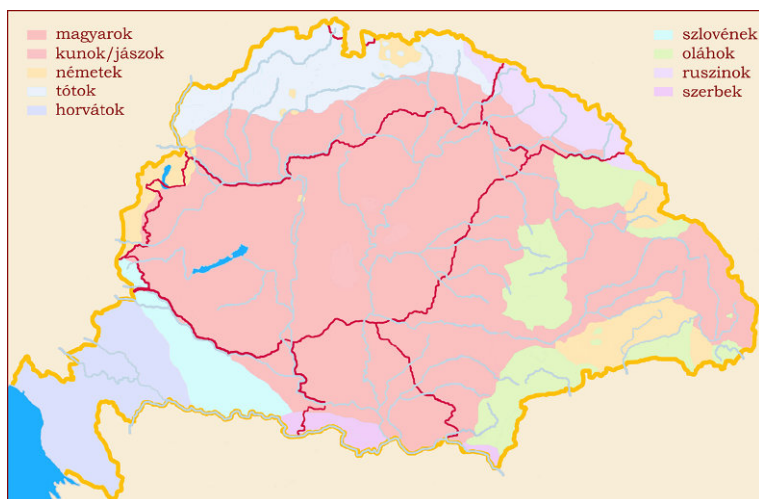 magyarok
kunok/jászok
németek
tótok
horvátok
szlovének
oláhok
ruszinok
szerbek